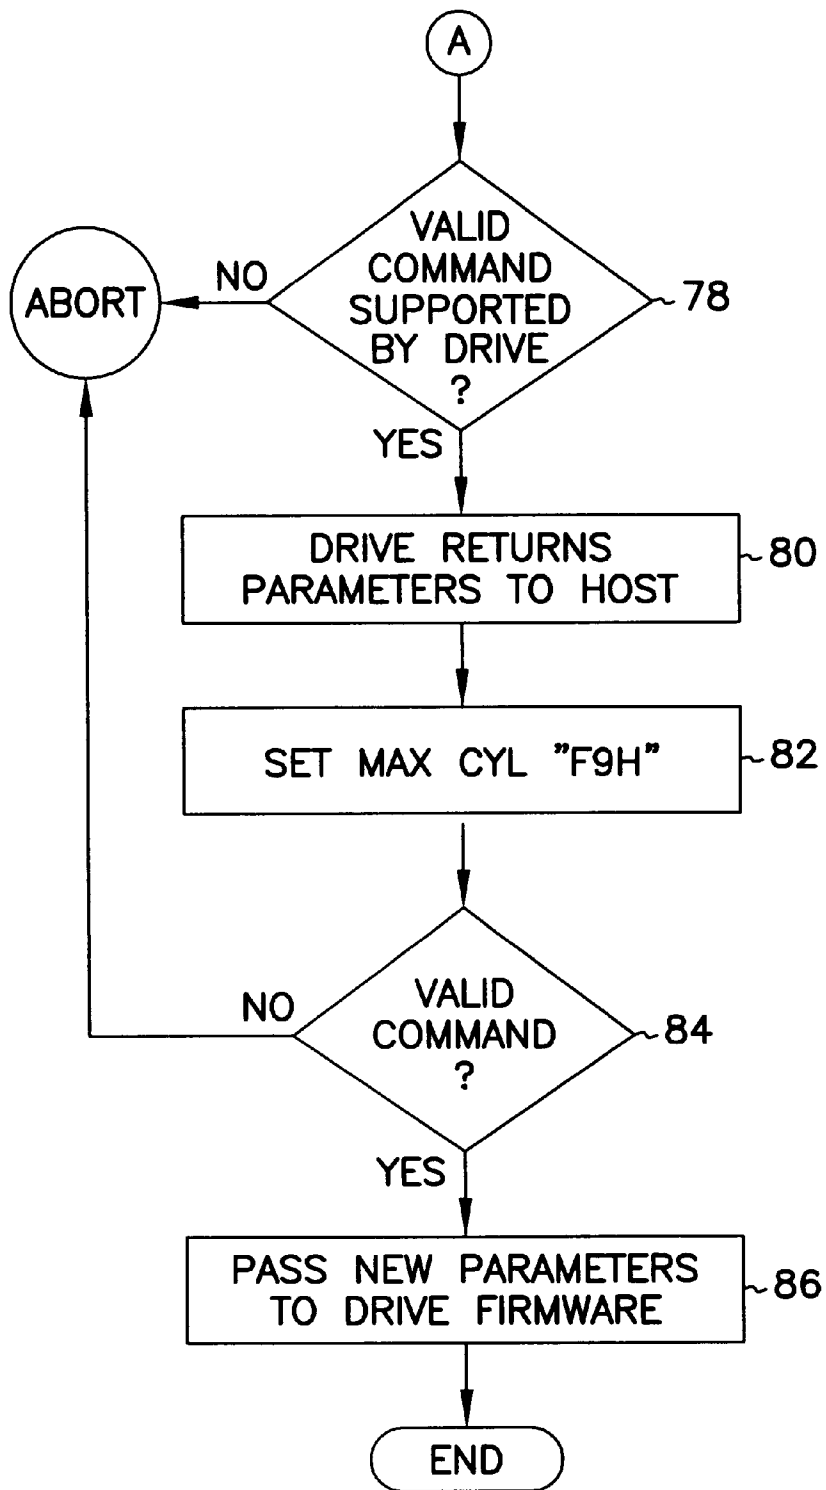 A
VALID
COMMAND
SUPPORTED
BY DRIVE
?
78
NO
ABORT
YES
DRIVE RETURNS
PARAMETERS TO HOST
80
SET MAX CYL "F9H"
82
VALID
COMMAND
?
84
NO
YES
PASS NEW PARAMETERS
TO DRIVE FIRMWARE
86
END